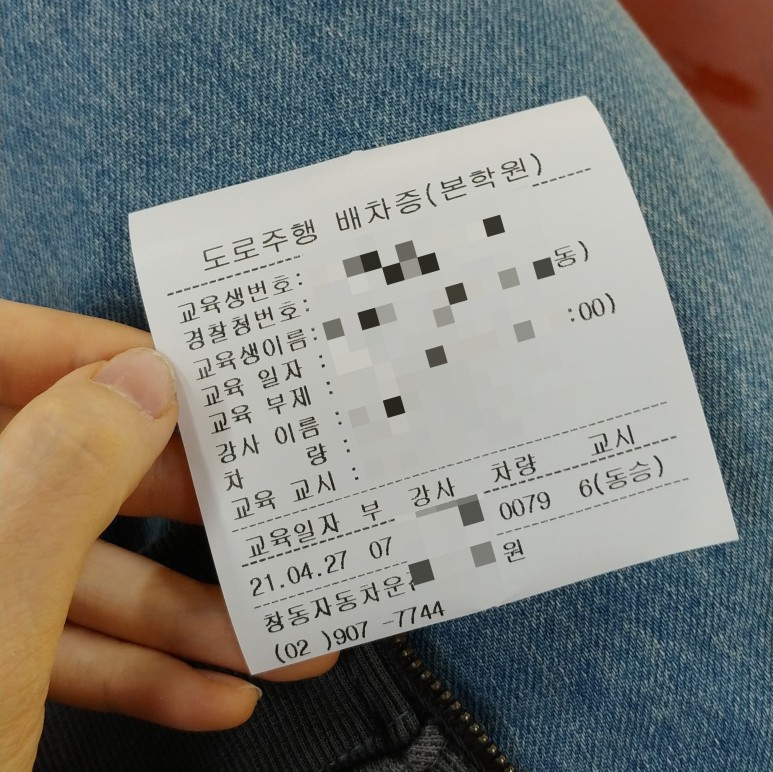 도로주행 배차증(본학원)
교육생번호:
경찰청번호:
교육생이름: 동)
교육 일자 :
교육 부제 : :00)
강사 이름 :
차 량 :
교육 교시 :
교육일자 부 강사 차량 교시
21.04.27 07 0079 6(동승)
창동자동차운 원
(02 )907 -7744